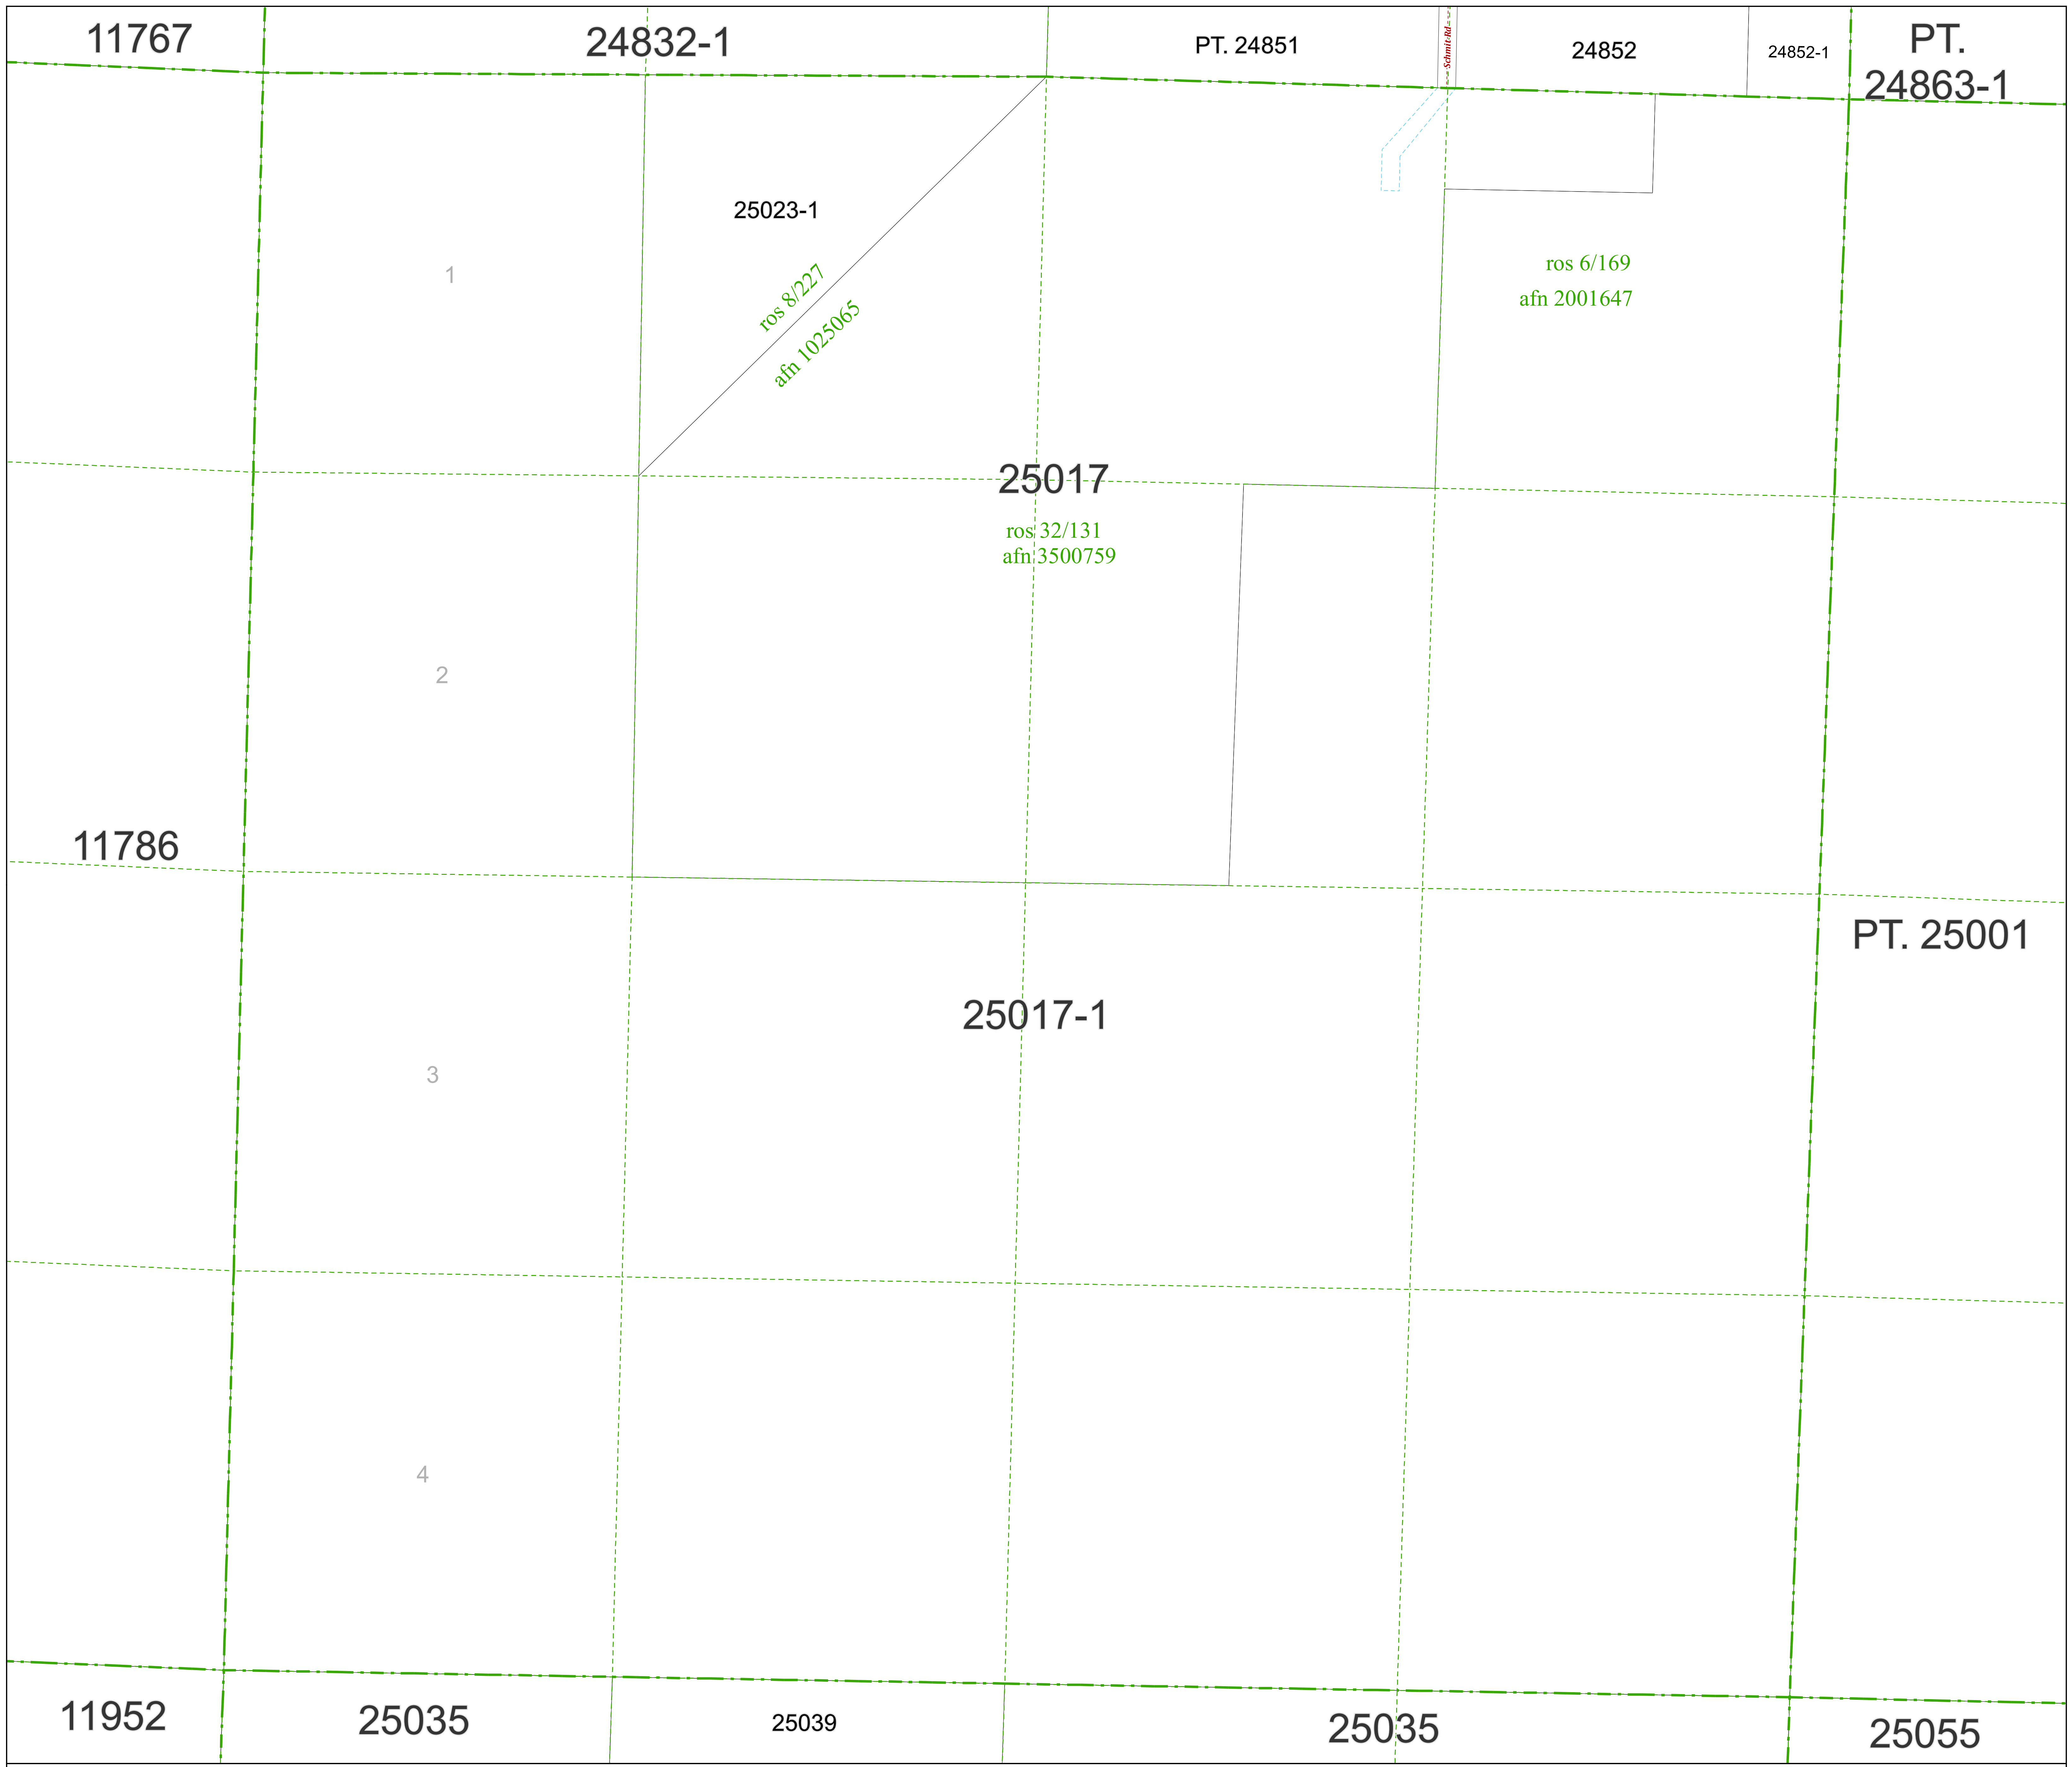 11767
24832-1
PT. 24851
Schmit Rd
24852
24852-1
PT.
24863-1
25023-1
1
ros 8/227
afn 1025065
ros 6/169
afn 2001647
25017
ros 32/131
afn 3500759
2
11786
PT. 25001
25017-1
3
4
11952
25035
25039
25035
25055